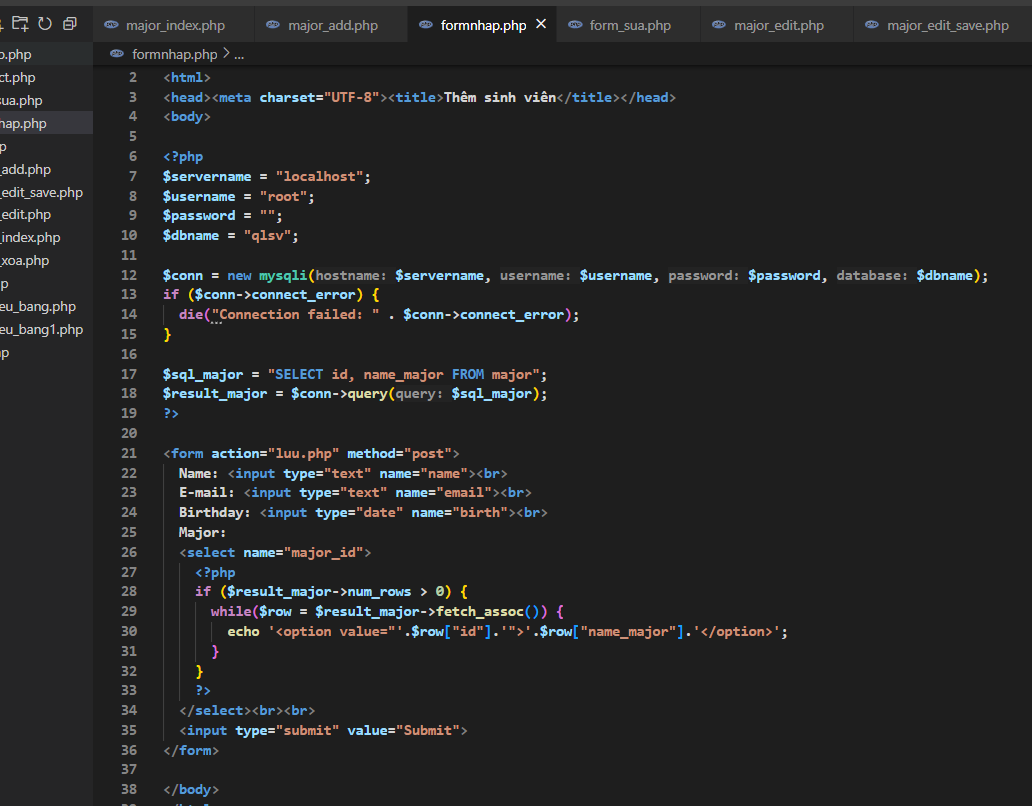 major_index.php
major_add.php
formnhap.php
form_sua.php
major_edit.php
major_edit_save.php
formnhap.php > ...
.php
ct.php
sua.php
hap.php
p
_add.php
_edit_save.php
_edit.php
_index.php
_xoa.php
p
eu_bang.php
eu_bang1.php
np
2 <html>
3 <head><meta charset="UTF-8"><title>Thêm sinh viên</title></head>
4 <body>
5
6 <?php
7 $servername = "localhost";
8 $username = "root";
9 $password = "";
10 $dbname = "qlsv";
11
12 $conn = new mysqli(hostname: $servername, username: $username, password: $password, database: $dbname);
13 if ($conn->connect_error) {
14 die("Connection failed: " . $conn->connect_error);
15 }
16
17 $sql_major = "SELECT id, name_major FROM major";
18 $result_major = $conn->query(query: $sql_major);
19 ?>
20
21 <form action="luu.php" method="post">
22 Name: <input type="text" name="name"><br>
23 E-mail: <input type="text" name="email"><br>
24 Birthday: <input type="date" name="birth"><br>
25 Major:
26 <select name="major_id">
27 <?php
28 if ($result_major->num_rows > 0) {
29 while($row = $result_major->fetch_assoc()) {
30 echo '<option value="'.$row["id"].'">'.$row["name_major"].'</option>';
31 }
32 }
33 ?>
34 </select><br><br>
35 <input type="submit" value="Submit">
36 </form>
37
38 </body>